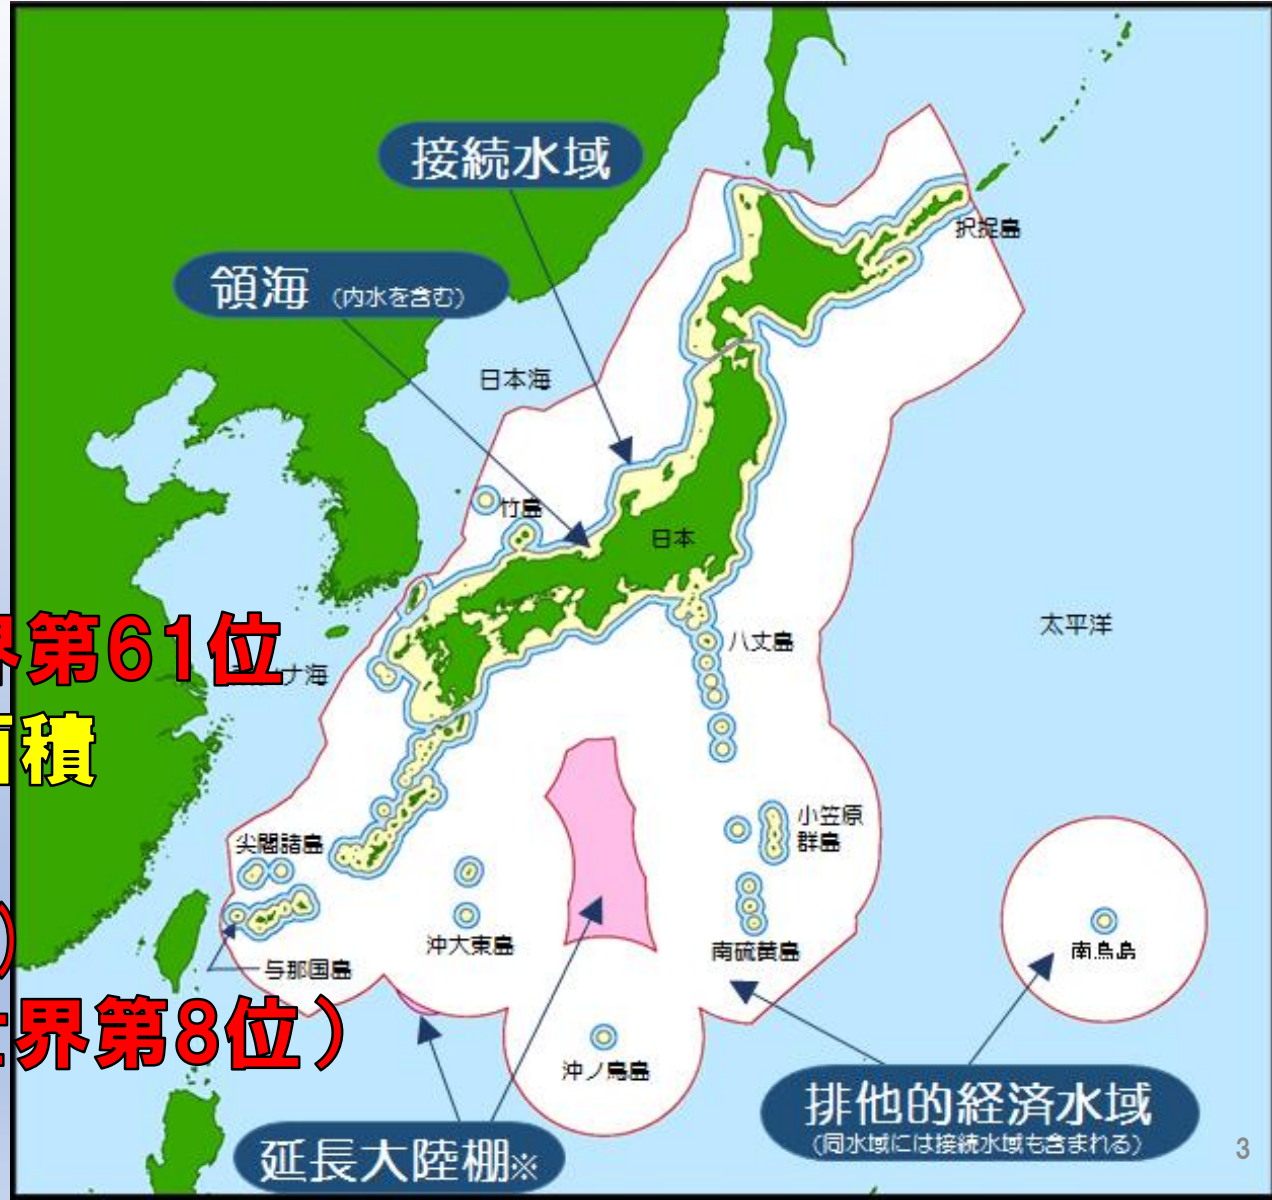 接続水域
択捉島
領海 (内水を含む)
日本海
竹島
日本
界第61位
ナ海
八丈島
太平洋
面積
小笠原
群島
尖閣諸島
)
沖大東島
南硫黄島
南鳥島
与那国島
世界第8位）
沖ノ鳥島
排他的経済水域
(同水域には接続水域も含まれる)
延長大陸棚※
3